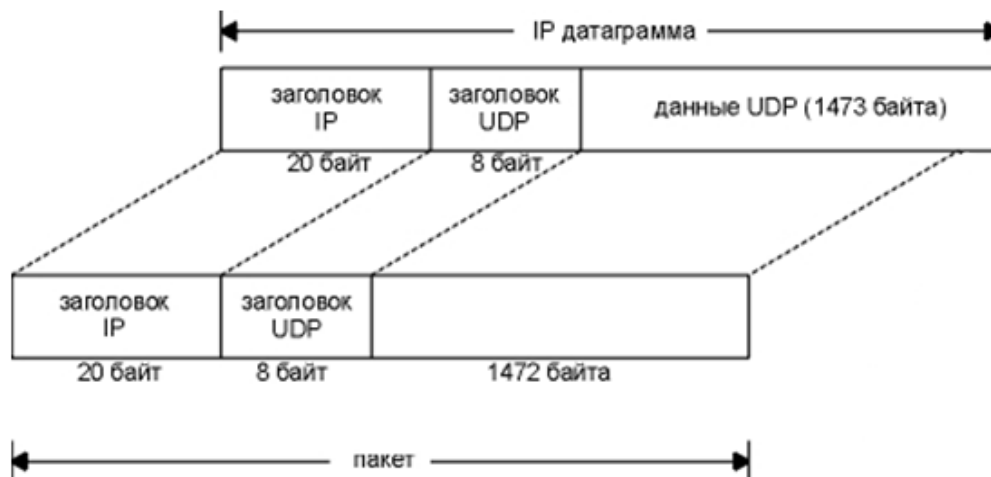 IP датаграмма
заголовок
IP
заголовок
UDP
данные UDP (1473 байта)
20 байт
8 байт
заголовок
IP
заголовок
UDP
20 байт
8 байт
1472 байта
пакет